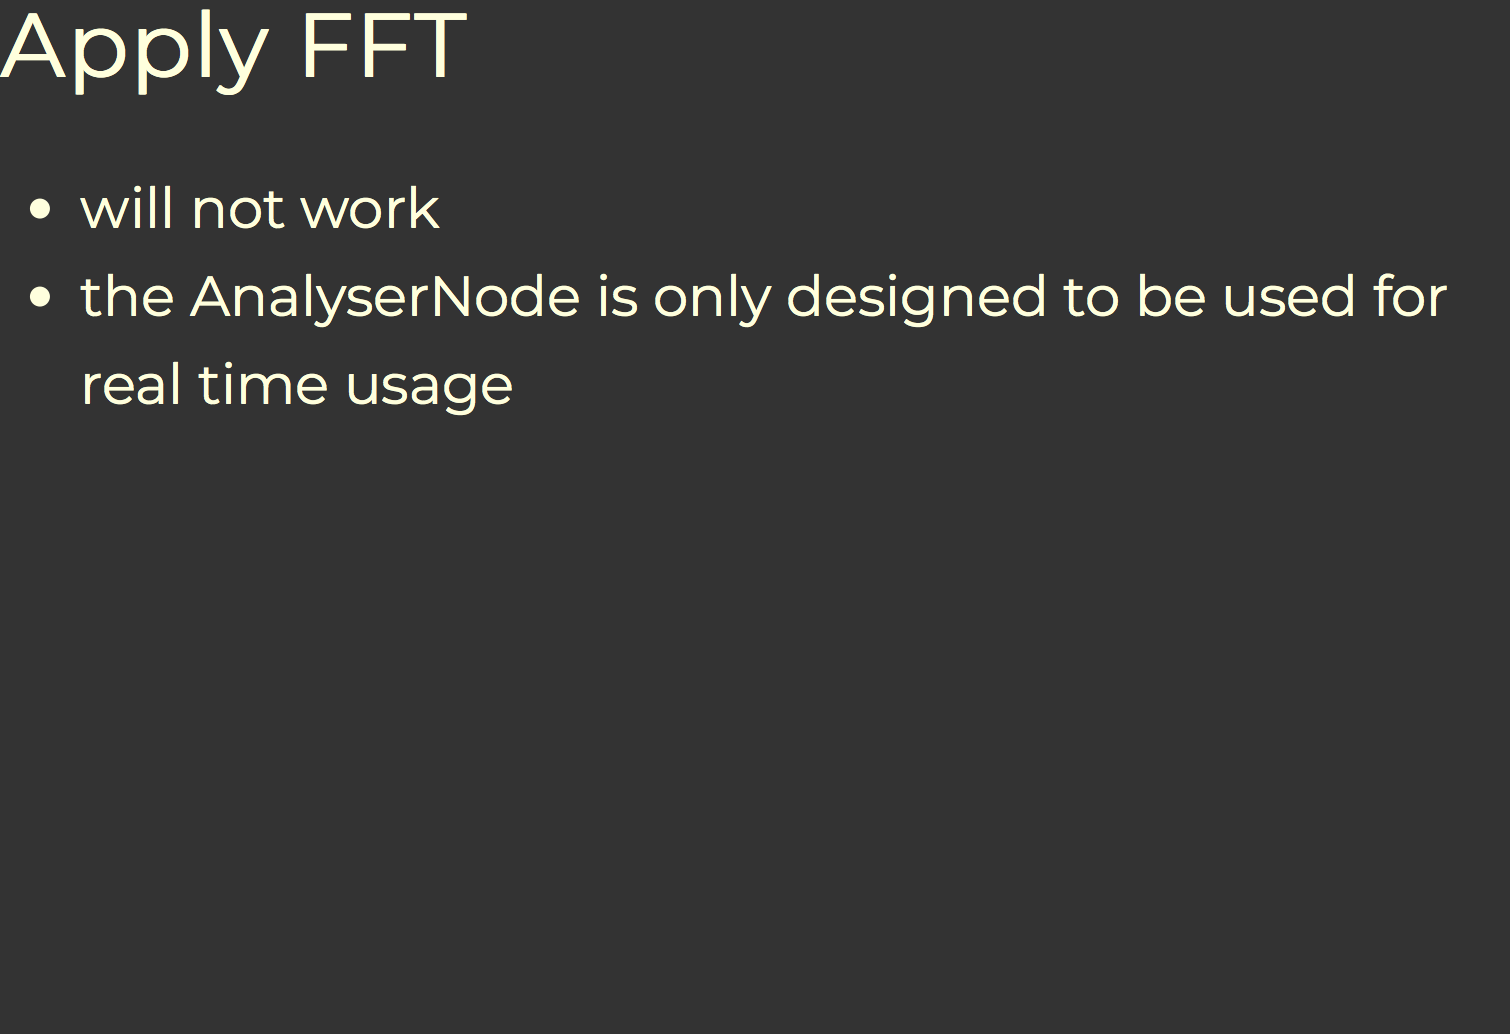 Apply FFT
• will not work
• the AnalyserNode is only designed to be used for
real time usage